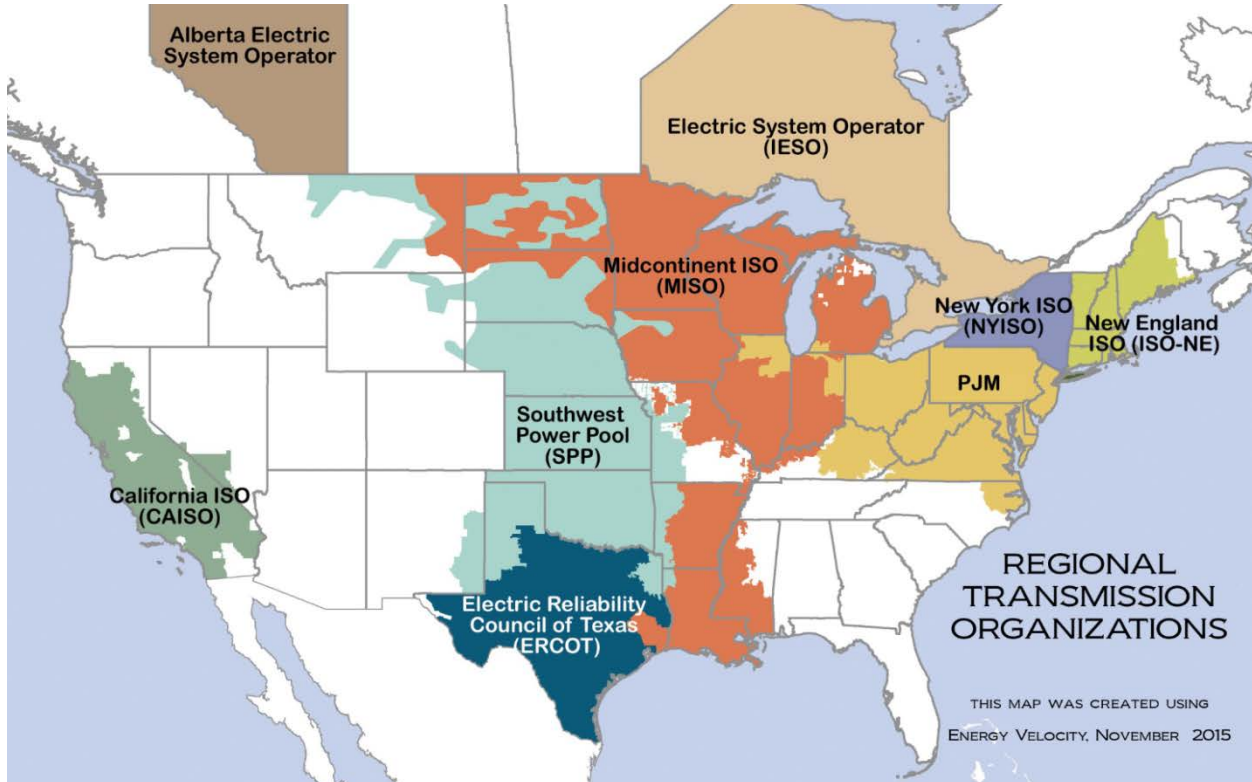 Alberta Electric
System Operator
Electric System Operator
(IESO)
Midcontinent ISO
(MISO)
New York ISO
(NYISO)
New England
ISO (ISO-NE)
PJM
Southwest
Power Pool
(SPP)
California ISO
(CAISO)
Electric Reliability
Council of Texas
(ERCOT)
REGIONAL
TRANSMISSION
ORGANIZATIONS
THIS MAP WAS CREATED USING
ENERGY VELOCITY, NOVEMBER 2015